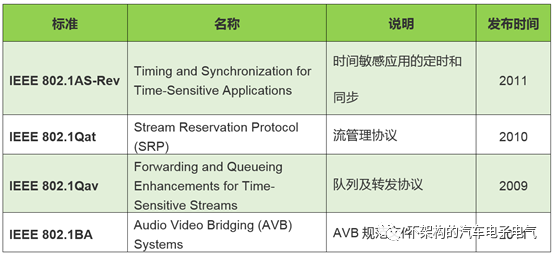 标准 名称 说明 发布时间
IEEE 802.1AS-Rev
Timing and Synchronization for
Time-Sensitive Applications
时间敏感应用的定时和
同步
2011
IEEE 802.1Qat
Stream Reservation Protocol
(SRP)
流管理协议
2010
IEEE 802.1Qav
Forwarding and Queueing
Enhancements for Time-
Sensitive Streams
队列及转发协议
2009
IEEE 802.1BA
Audio Video Bridging (AVB)
Systems
AVB 规范文件
不架构的汽车电子电气